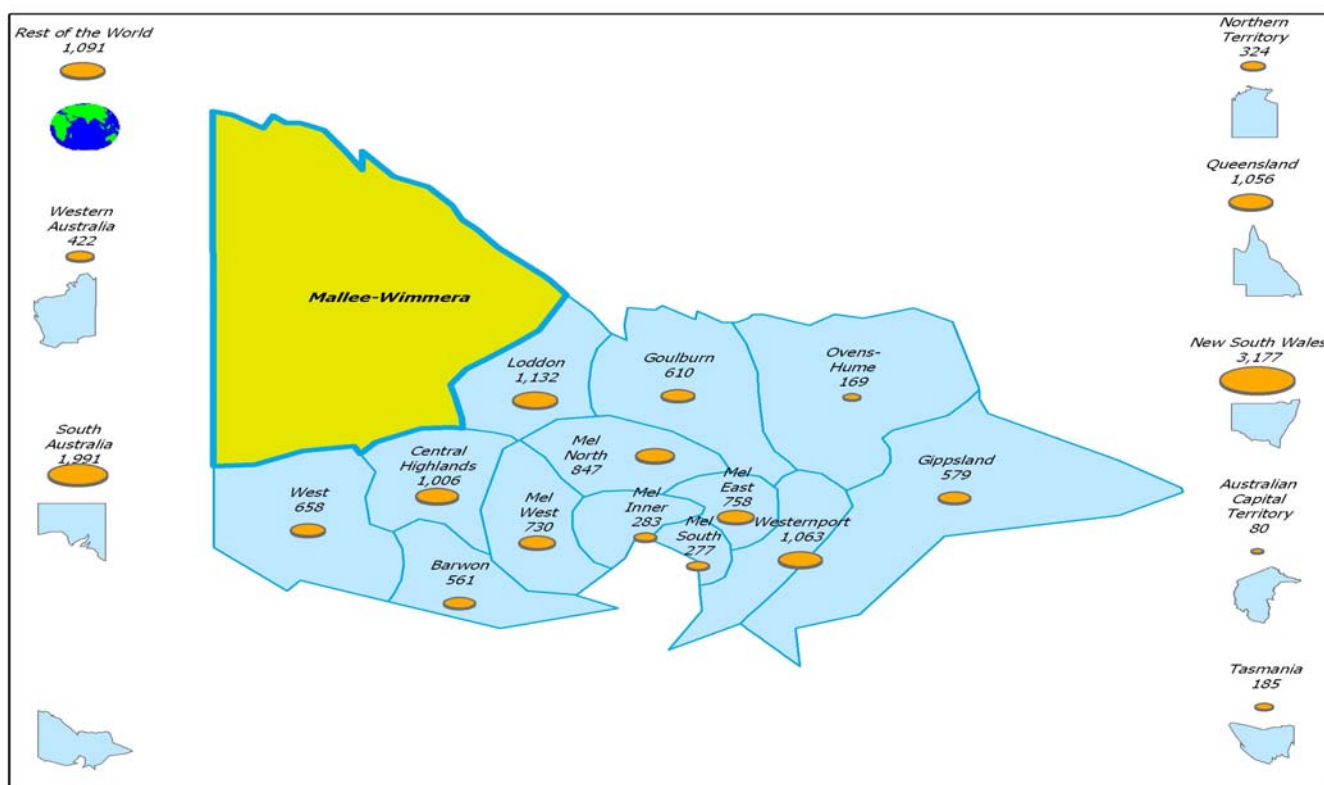 Rest of the World
1,091
Northern
Territory
324
Queensland
1,056
Western
Australia
422
Mallee-Wimmera
New South Wales
3,177
Loddon
1,132
Goulburn
610
Ovens-
Hume
169
South
Australia
1,991
Central
Highlands
1,006
Mel
North
847
Gippsland
579
West
658
Mel
West
730
Mel
Inner
283
Mel
East
758
Mel
South
277
Westernport
1,063
Australian
Capital
Territory
80
Barwon
561
Tasmania
185